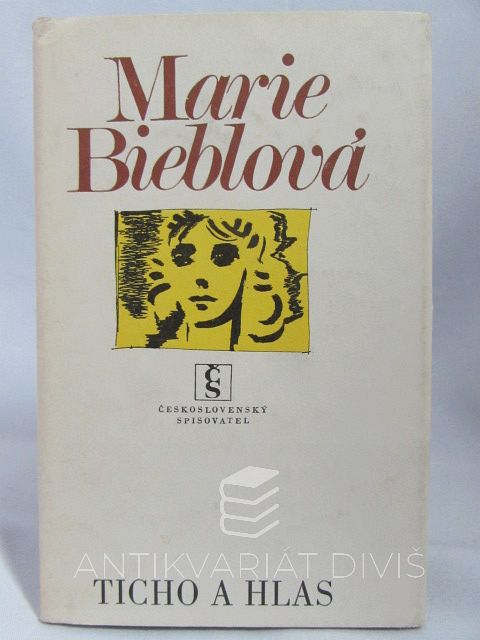 Marie
Bieblová
ČS
ČESKOSLOVENSKÝ
SPISOVATEL
ANTIKVARIÁT DIVIŠ
TICHO A HLAS